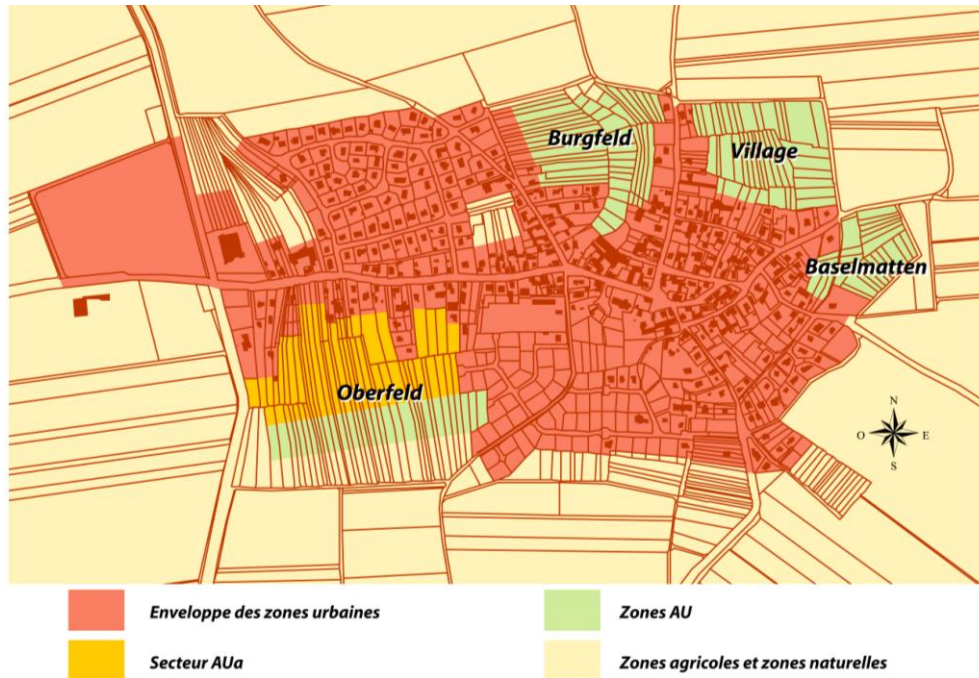 Burgfeld
Village
Baselmatten
Oberfeld
N
O E
S
Enveloppe des zones urbaines
Zones AU
Secteur AUa
Zones agricoles et zones naturelles